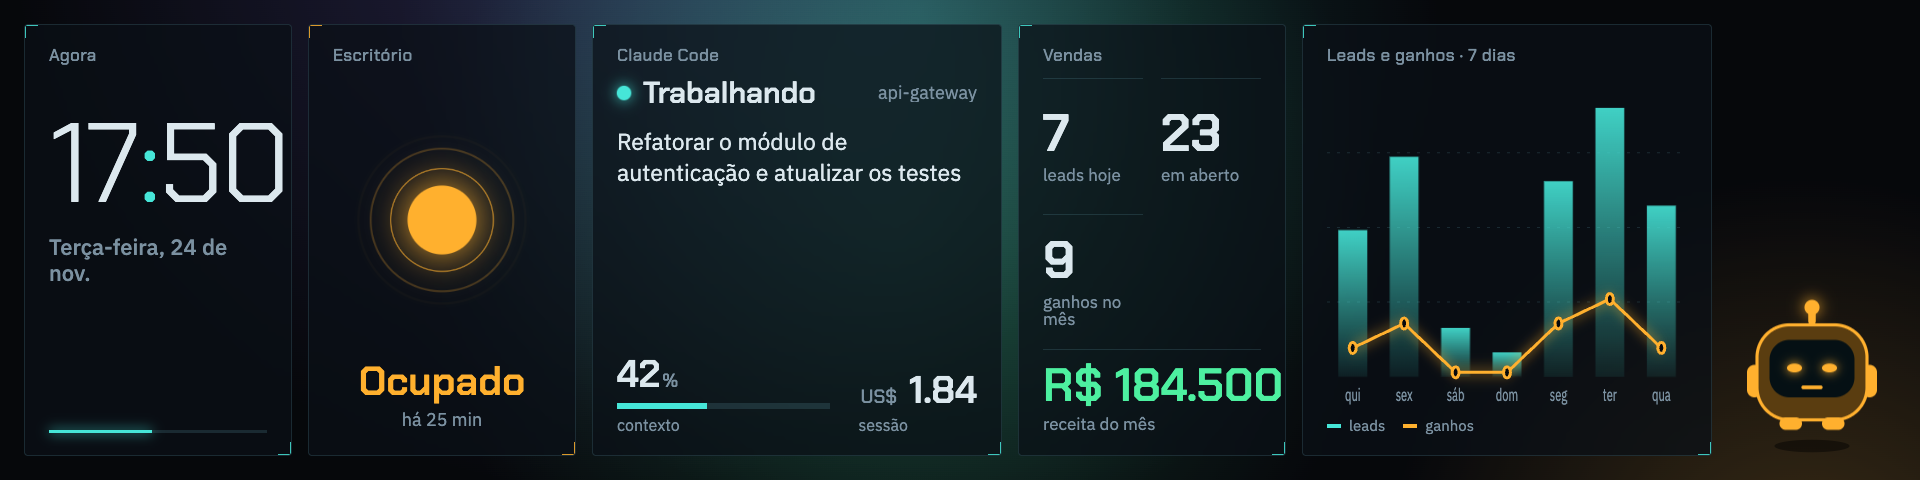 Agora
17:50
Terça-feira, 24 de
nov.
Escritório
Ocupado
há 25 min
Claude Code
Trabalhando
api-gateway
Refatorar o módulo de
autenticação e atualizar os testes
42%
contexto
US$ 1.84
sessão
Vendas
7
leads hoje
23
em aberto
9
ganhos no
mês
R$ 184.500
receita do mês
Leads e ganhos · 7 dias
qui sex sáb dom seg ter qua
leads ganhos